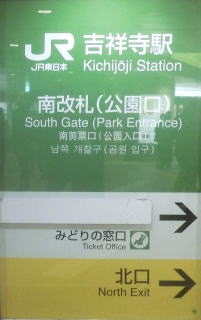 JR 吉祥寺駅
JR東日本 Kichijōji Station
南改札（公園口）
South Gate (Park Entrance)
南剪票口（公园入口）
남쪽 개찰구（공원 입구）
みどりの窓口
Ticket Office
北口
North Exit